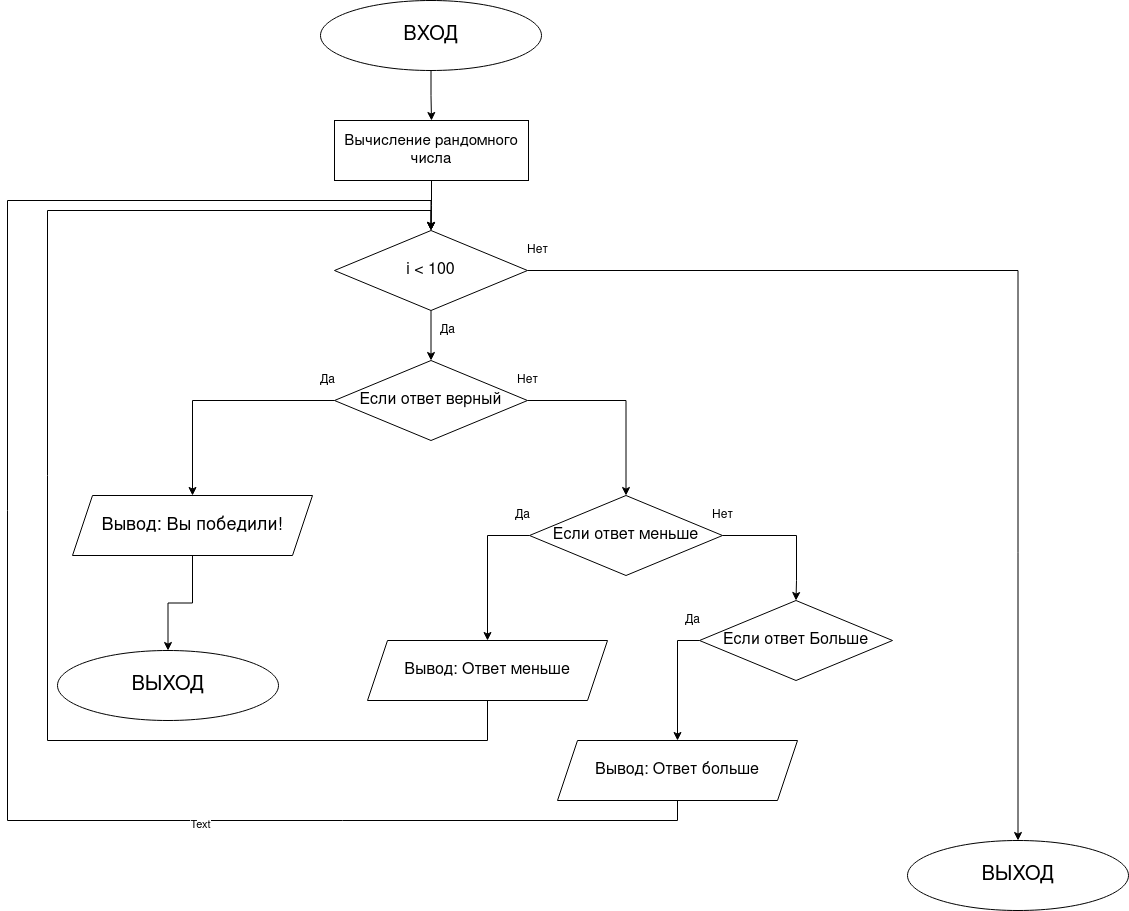 ВХОД
Вычисление рандомного
числа
Нет
i < 100
Да
Да
Нет
Если ответ верный
Да
Нет
Вывод: Вы победили!
Если ответ меньше
Да
Если ответ Больше
Вывод: Ответ меньше
ВЫХОД
Вывод: Ответ больше
Text
ВЫХОД